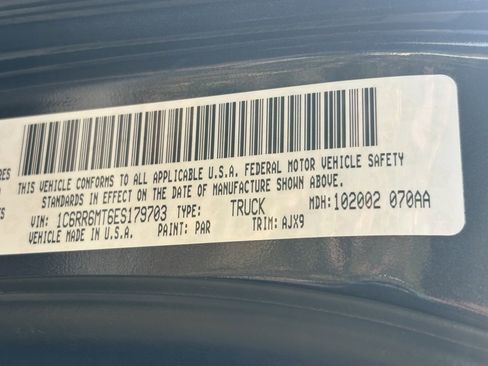 THIS VEHICLE CONFORMS TO ALL APPLICABLE U.S.A. FEDERAL MOTOR VEHICLE SAFETY
STANDARDS IN EFFECT ON THE DATE OF MANUFACTURE SHOWN ABOVE.
VIN: 1C6RR6MT6ES179703 TYPE: TRUCK MDH: 102002 070AA
VEHICLE MADE IN U.S.A. PAINT: PAR TRIM: AJX9